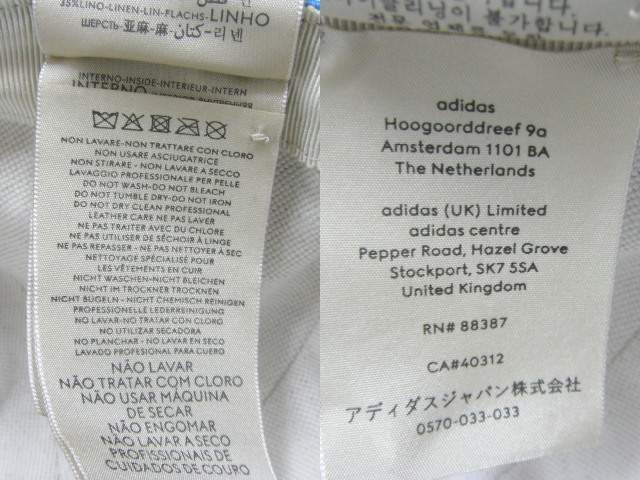 35%LINO-LINEN-LIN-FLACHS-LINHO
ШЕРСТЬ-亚麻-麻-كتان-리넨
INTERNO-INSIDE-INTERIEUR-INTERN
INTERNO
NON LAVARE-NON TRATTARE CON CLORO
NON USARE ASCIUGATRICE
NON STIRARE - NON LAVARE A SECCO
LAVAGGIO PROFESSIONALE PER PELLE
DO NOT WASH-DO NOT BLEACH
DO NOT TUMBLE DRY-DO NOT IRON
DO NOT DRY CLEAN PROFESSIONAL
LEATHER CARE NE PAS LAVER
NE PAS TRAITER AVEC DU CHLORE
NE PAS UTILISER DE SÉCHOIR À LINGE
NE PAS REPASSER - NE PAS NETTOYER À SEC
NETTOYAGE SPÉCIALISÉ POUR
LES VÊTEMENTS EN CUIR
NICHT WASCHEN-NICHT BLEICHEN
NICHT IM TROCKNER TROCKNEN
NICHT BÜGELN - NICHT CHEMISCH REINIGEN
PROFESSIONELLE LEDERREINIGUNG
NO LAVAR-NO TRATAR CON CLORO
NO UTILIZAR SECADORA
NO PLANCHAR - NO LAVAR EN SECO
LAVADO PROFESIONAL PARA CUERO
NÃO LAVAR
NÃO TRATAR COM CLORO
NÃO USAR MÁQUINA
DE SECAR
NÃO ENGOMAR
NÃO LAVAR A SECO
PROFISSIONAIS DE
CUIDADOS DE COURO
불가합니다.
adidas
Hoogoorddreef 9a
Amsterdam 1101 BA
The Netherlands
adidas (UK) Limited
adidas centre
Pepper Road, Hazel Grove
Stockport, SK7 5SA
United Kingdom
RN# 88387
CA#40312
アディダスジャパン株式会社
0570-033-033